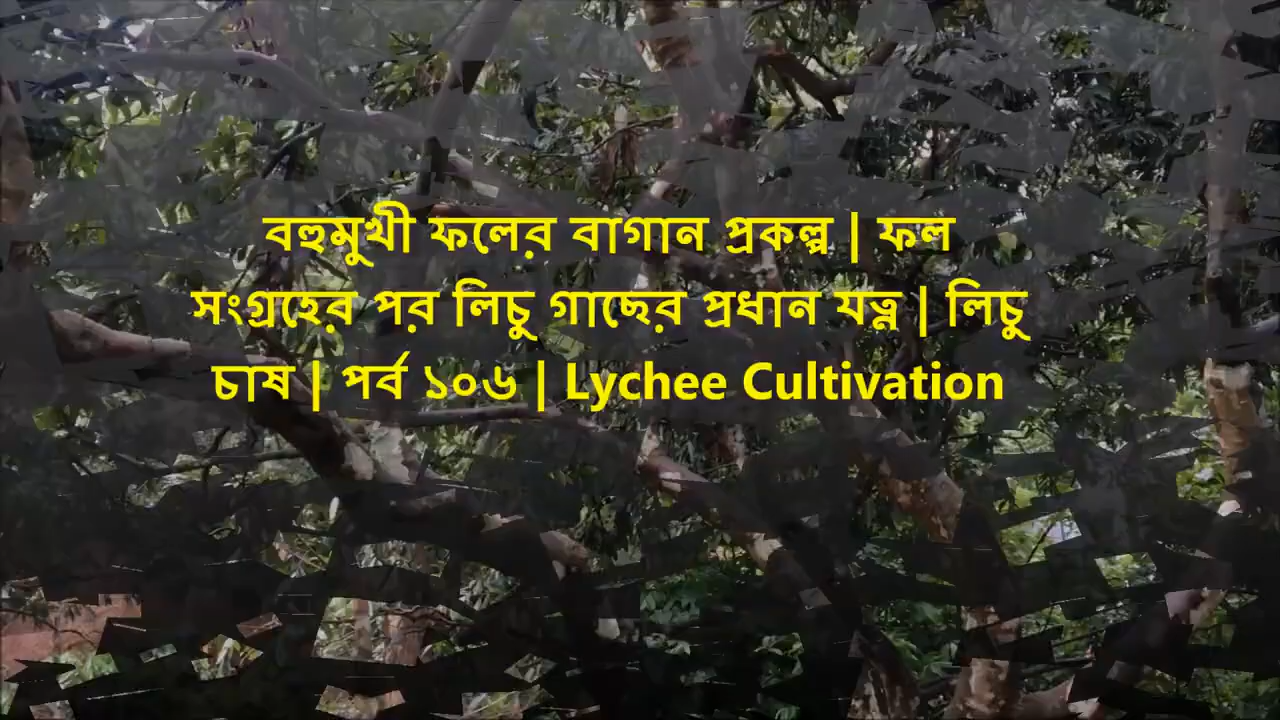 বহুমুখী ফলের বাগান প্রকল্প | ফল
সংগ্রহের পর লিচু গাছের প্রধান যত্ন | লিচু
চাষ | পর্ব ১০৬ | Lychee Cultivation